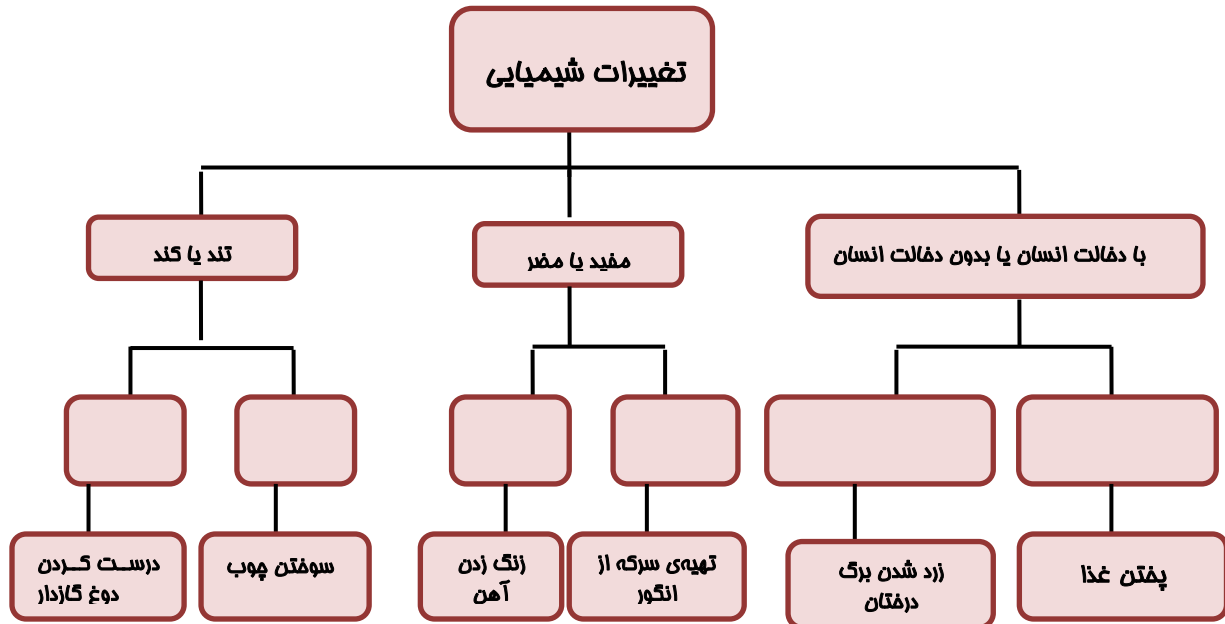 تغییرات شیمیایی
با دخالت انسان یا بدون دخالت انسان
مفید یا مضر
تند یا کند
پختن غذا
زرد شدن برگ
درختان
تهیه‌ی سرکه از
انگور
زنگ زدن
آهن
سوختن چوب
درست کردن
دوغ گازدار